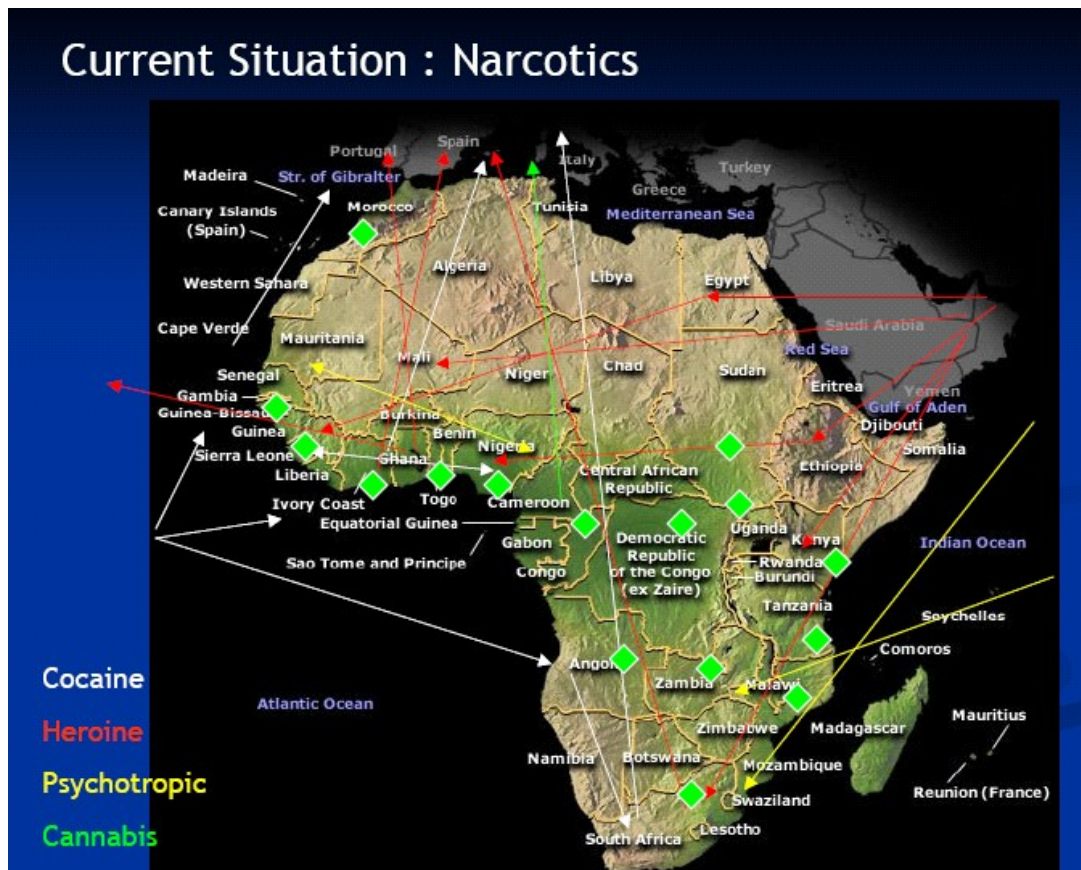 Current Situation : Narcotics
Portugal
Spain
Italy
Turkey
Greece
Madeira
Str. of Gibralter
Morocco
Tunisia
Mediterranean Sea
Canary Islands
(Spain)
Algeria
Libya
Egypt
Western Sahara
Saudi Arabia
Cape Verde
Mauritania
Mali
Niger
Chad
Sudan
Red Sea
Senegal
Eritrea
Yemen
Gambia
Gulf of Aden
Guinea-Bissau
Burkina
Djibouti
Guinea
Benin
Nigeria
Somalia
Sierra Leone
Ghana
Ethiopia
Liberia
Central African
Republic
Ivory Coast
Togo
Cameroon
Equatorial Guinea
Uganda
Gabon
Democratic
Republic
of the Congo
(ex Zaire)
Kenya
Indian Ocean
Sao Tome and Principe
Congo
Rwanda
Burundi
Tanzania
Seychelles
Comoros
Angola
Zambia
Malawi
Cocaine
Atlantic Ocean
Mauritius
Zimbabwe
Madagascar
Heroine
Namibia
Botswana
Mozambique
Psychotropic
Reunion (France)
Swaziland
Lesotho
South Africa
Cannabis